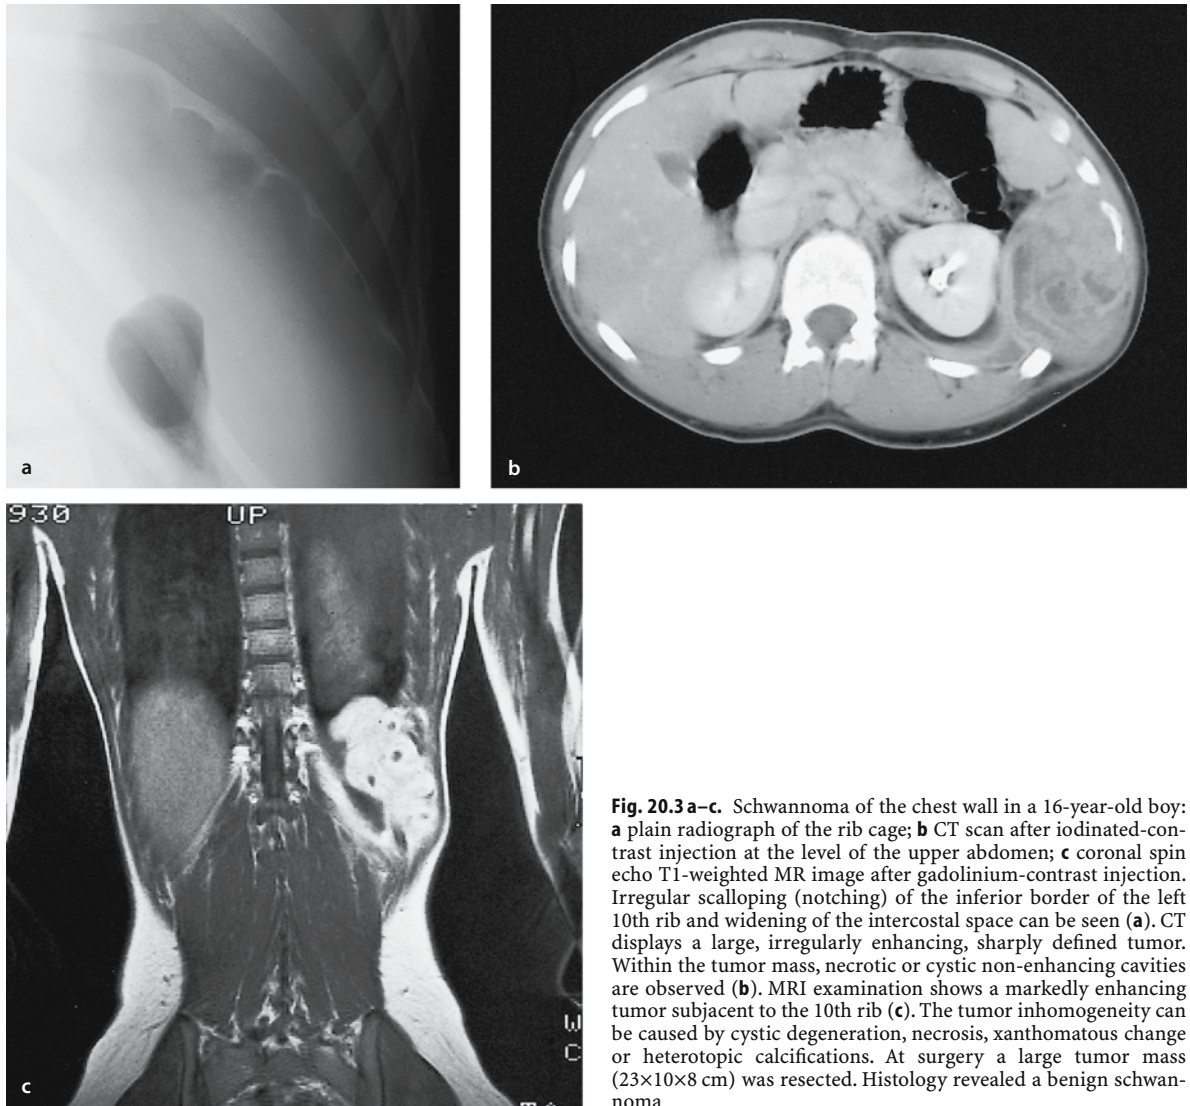 a
b
930
UP
W
C
c
Fig. 20.3 a–c. Schwannoma of the chest wall in a 16-year-old boy:
a plain radiograph of the rib cage; b CT scan after iodinated-con-
trast injection at the level of the upper abdomen; c coronal spin
echo T1-weighted MR image after gadolinium-contrast injection.
Irregular scalloping (notching) of the inferior border of the left
10th rib and widening of the intercostal space can be seen (a). CT
displays a large, irregularly enhancing, sharply defined tumor.
Within the tumor mass, necrotic or cystic non-enhancing cavities
are observed (b). MRI examination shows a markedly enhancing
tumor subjacent to the 10th rib (c). The tumor inhomogeneity can
be caused by cystic degeneration, necrosis, xanthomatous change
or heterotopic calcifications. At surgery a large tumor mass
(23×10×8 cm) was resected. Histology revealed a benign schwan-
noma